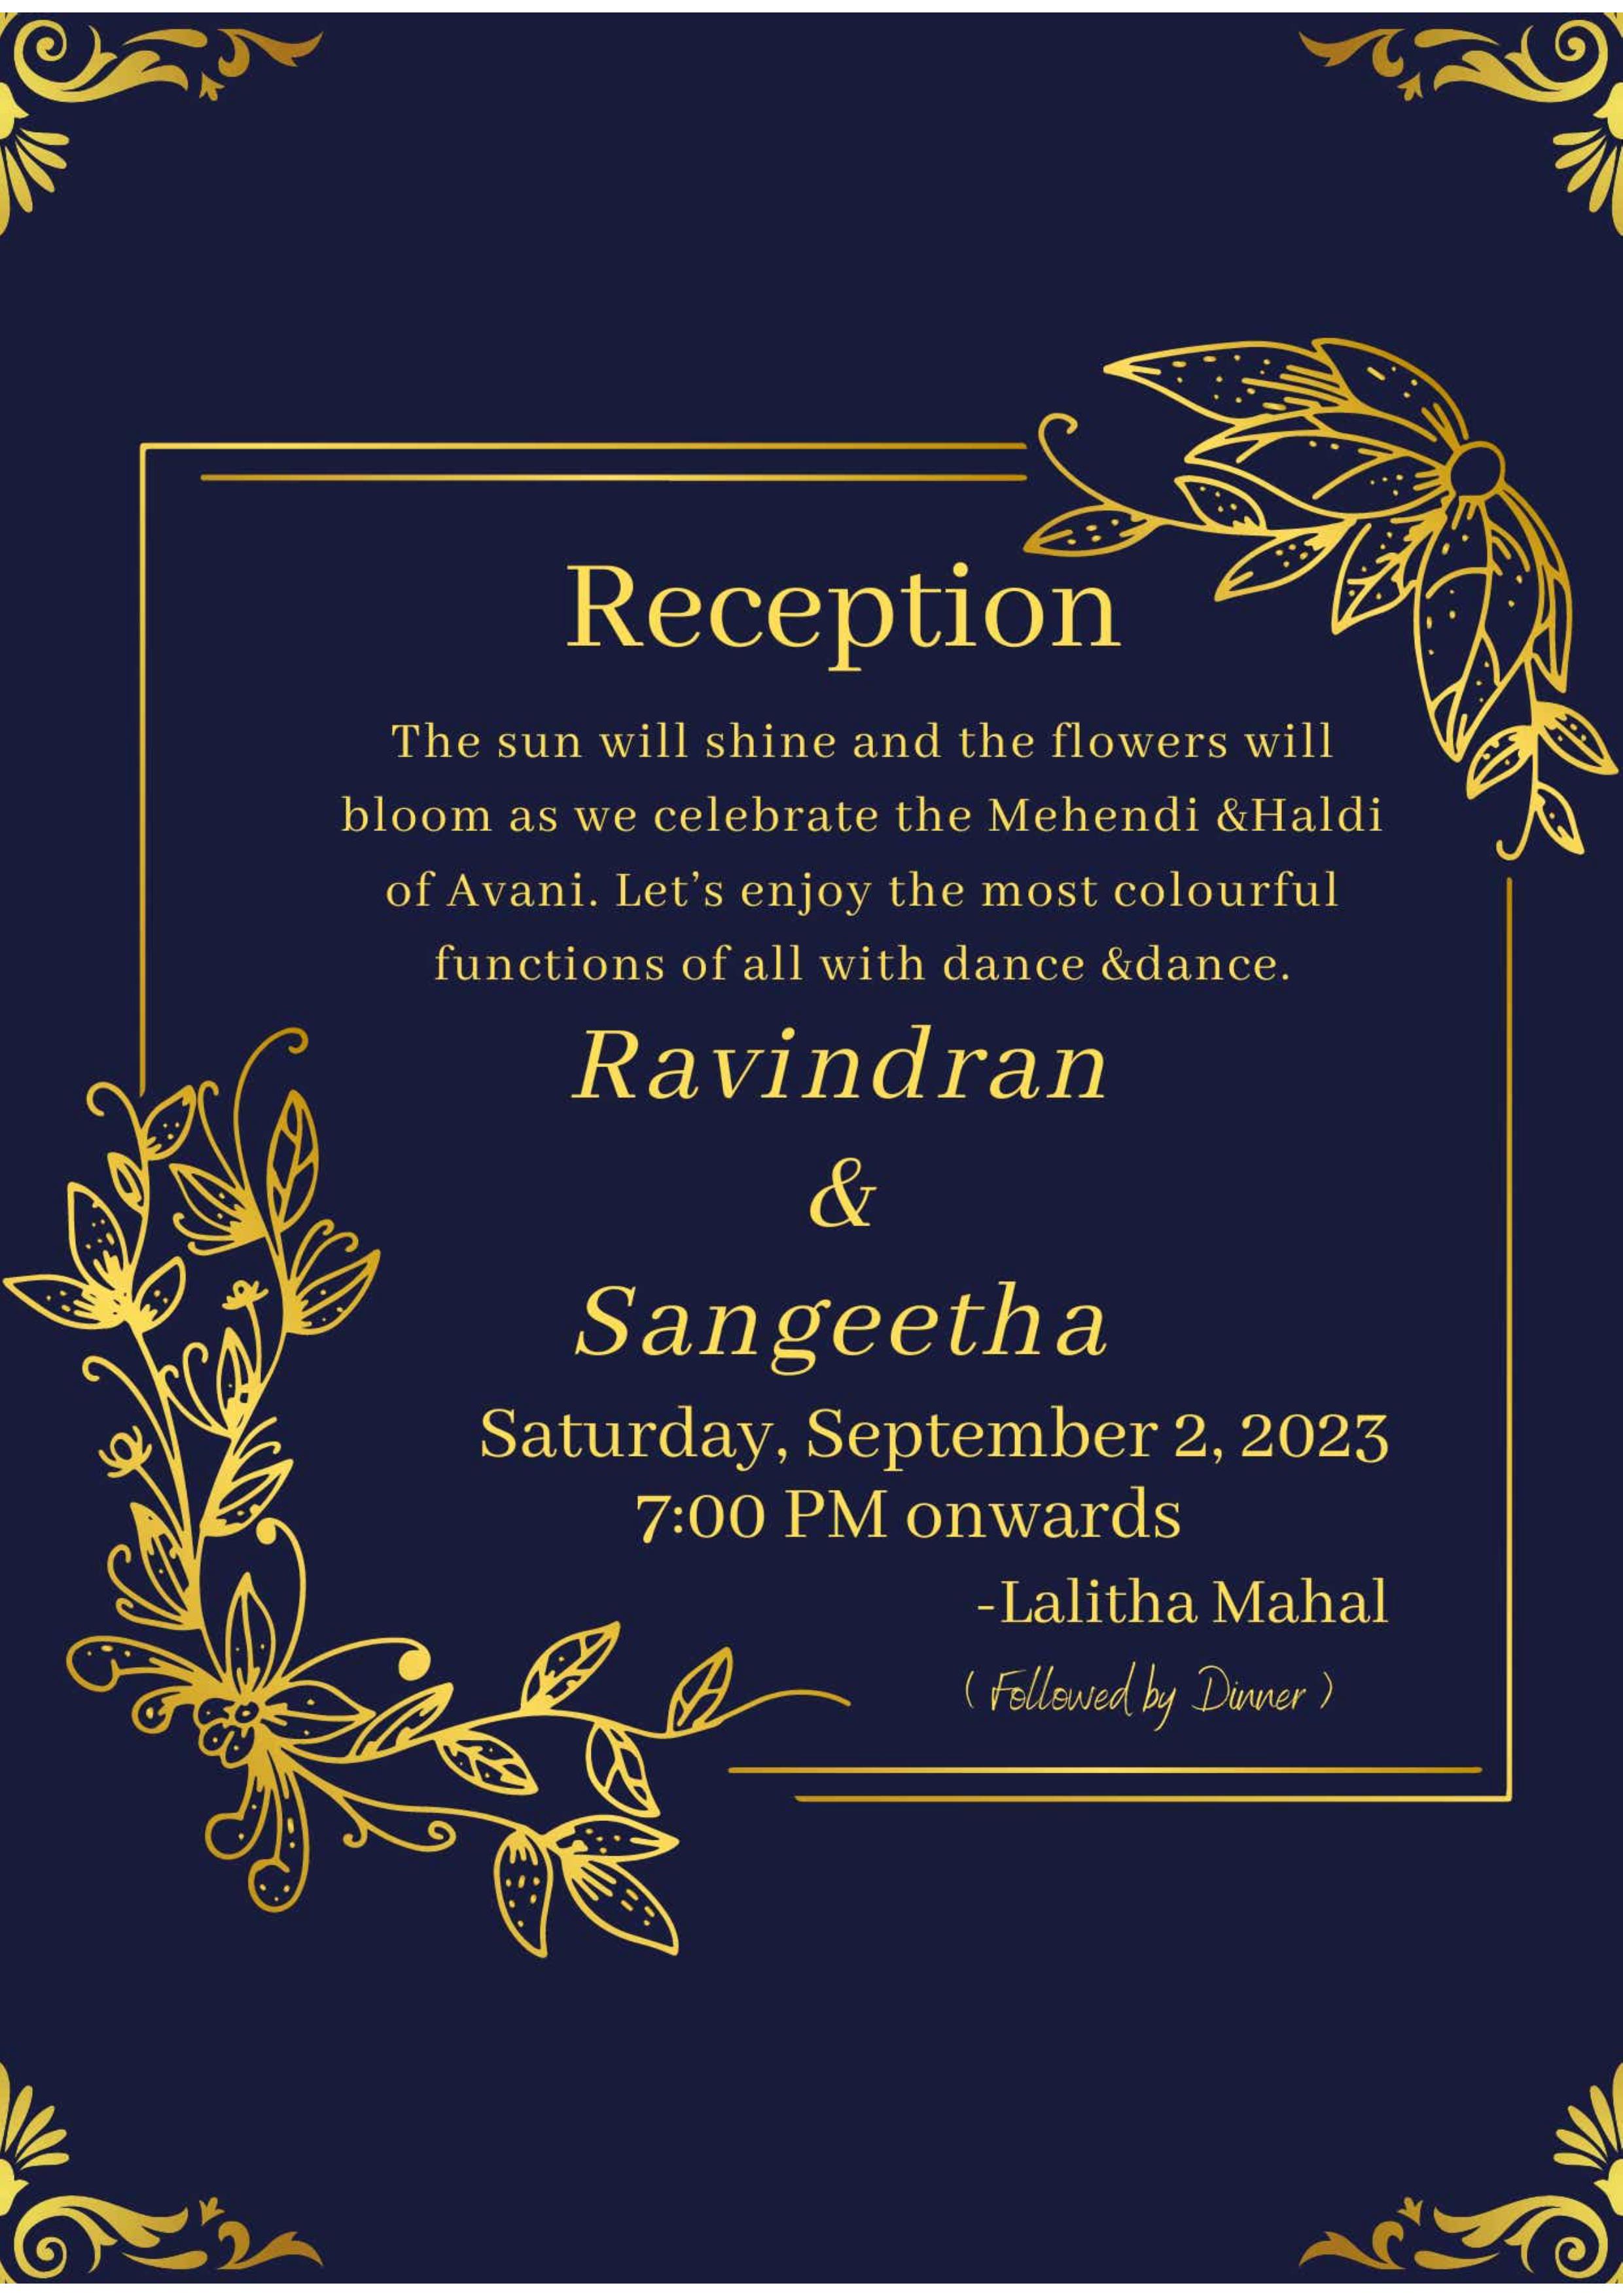 Reception
The sun will shine and the flowers will
bloom as we celebrate the Mehendi &Haldi
of Avani. Let’s enjoy the most colourful
functions of all with dance &dance.
Ravindran
&
Sangeetha
Saturday, September 2, 2023
7:00 PM onwards
-Lalitha Mahal
( Followed by Dinner )